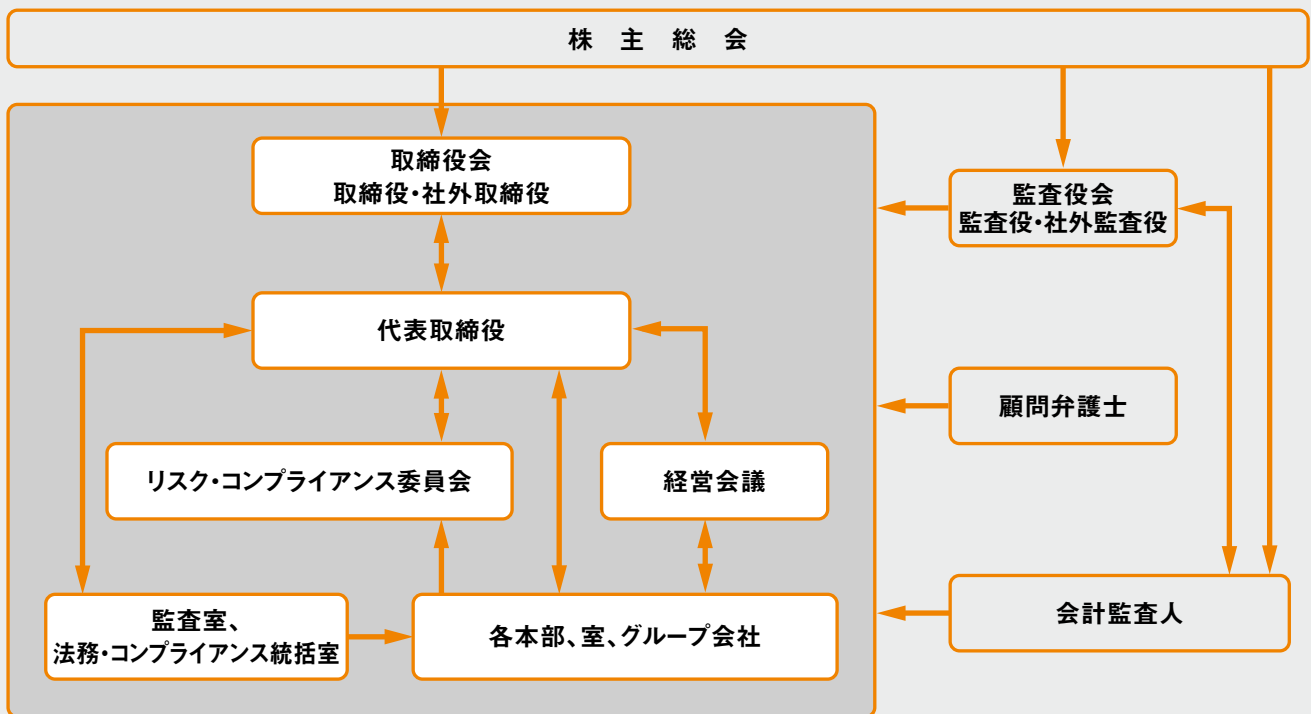 株主総会
取締役会
取締役・社外取締役
監査役会
監査役・社外監査役
代表取締役
顧問弁護士
リスク・コンプライアンス委員会
経営会議
監査室、
法務・コンプライアンス統括室
各本部、室、グループ会社
会計監査人